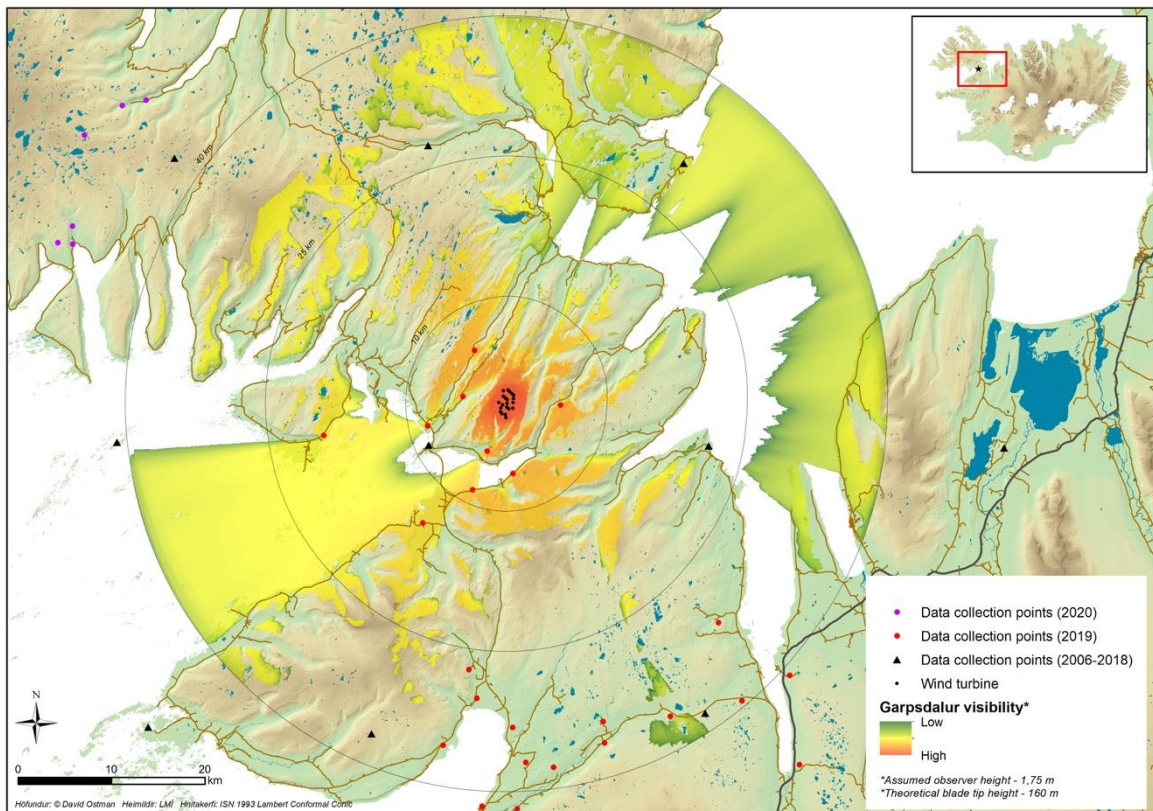 40 km
25 km
10 km
Data collection points (2020)
Data collection points (2019)
Data collection points (2006-2018)
Wind turbine
Garpsdalur visibility*
Low
High
*Assumed observer height - 1,75 m
*Theoretical blade tip height - 160 m
N
0 10 20
km
Höfundur: © David Ostman Heimildir: LMÍ Hnitakerfi: ISN 1993 Lambert Conformal Conic